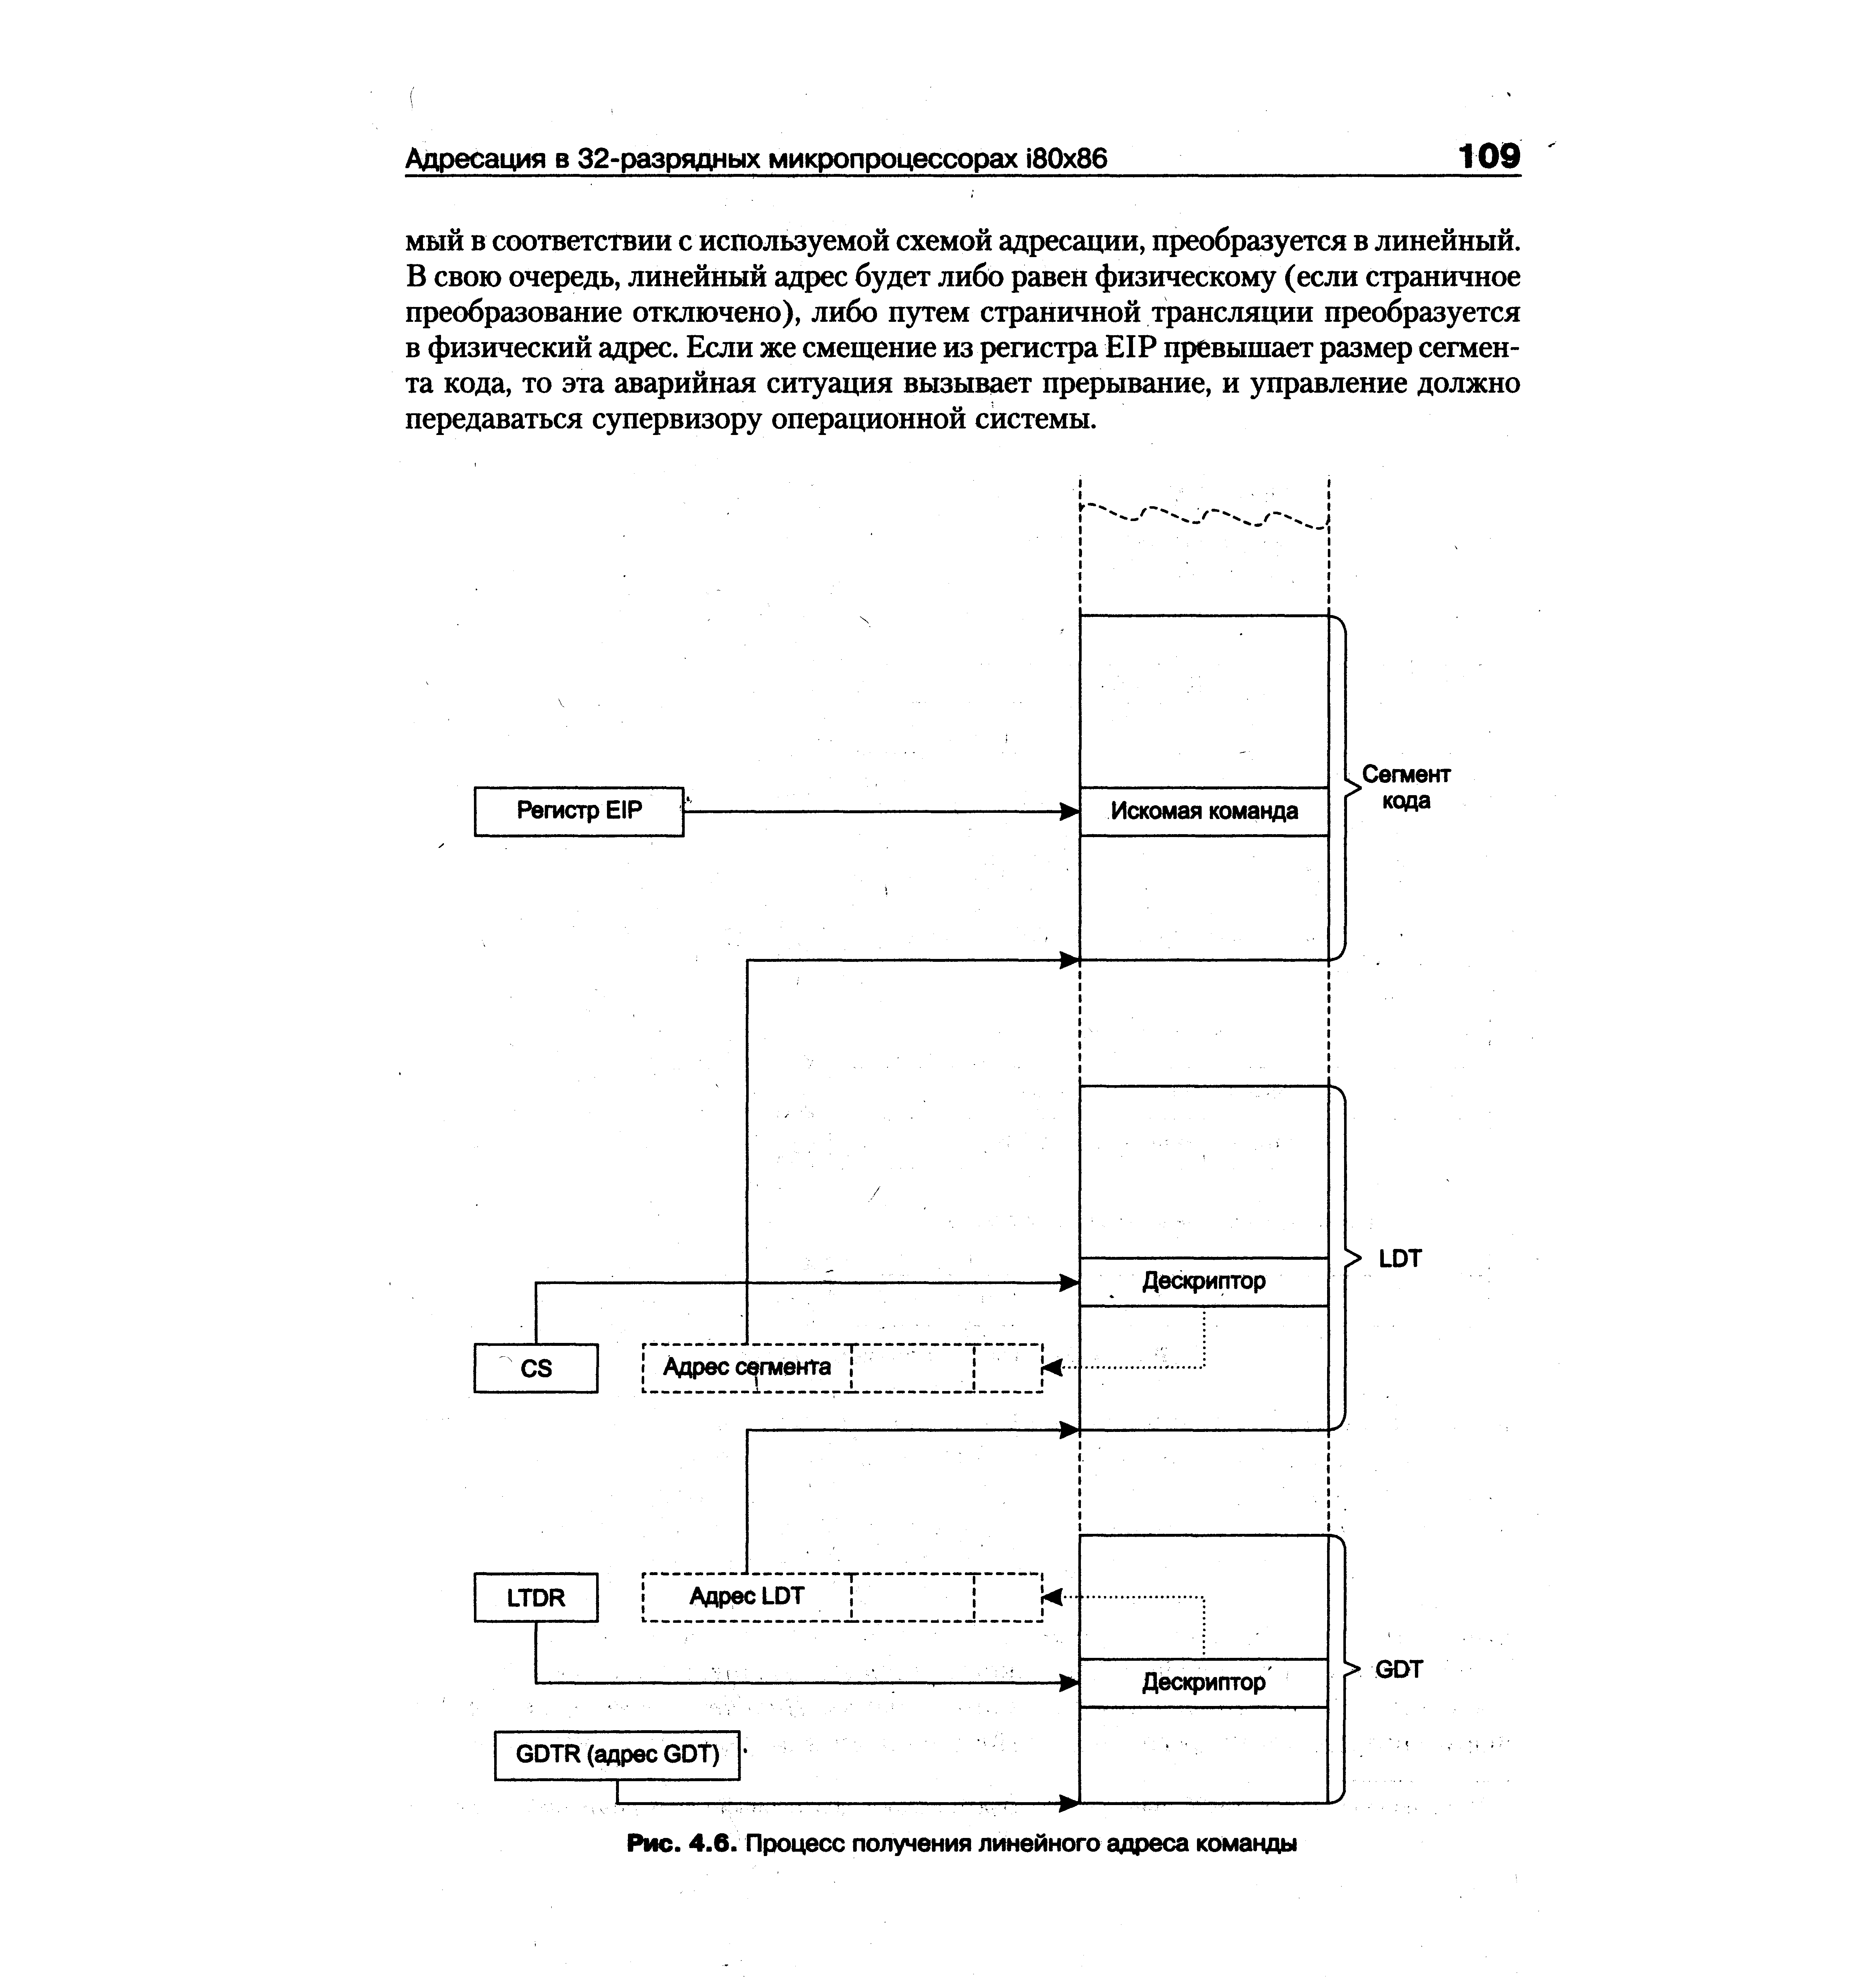 Адресация в 32-разрядных микропроцессорах i80x86 109
мый в соответствии с используемой схемой адресации, преобразуется в линейный.
В свою очередь, линейный адрес будет либо равен физическому (если страничное
преобразование отключено), либо путем страничной трансляции преобразуется
в физический адрес. Если же смещение из регистра EIP превышает размер сегмен-
та кода, то эта аварийная ситуация вызывает прерывание, и управление должно
передаваться супервизору операционной системы.
Сегмент
кода
Регистр EIP
Искомая команда
LDT
Дескриптор
CS
Адрес сегмента
LTDR
Адрес LDT
GDT
Дескриптор
GDTR (адрес GDT)
Рис. 4.6. Процесс получения линейного адреса команды